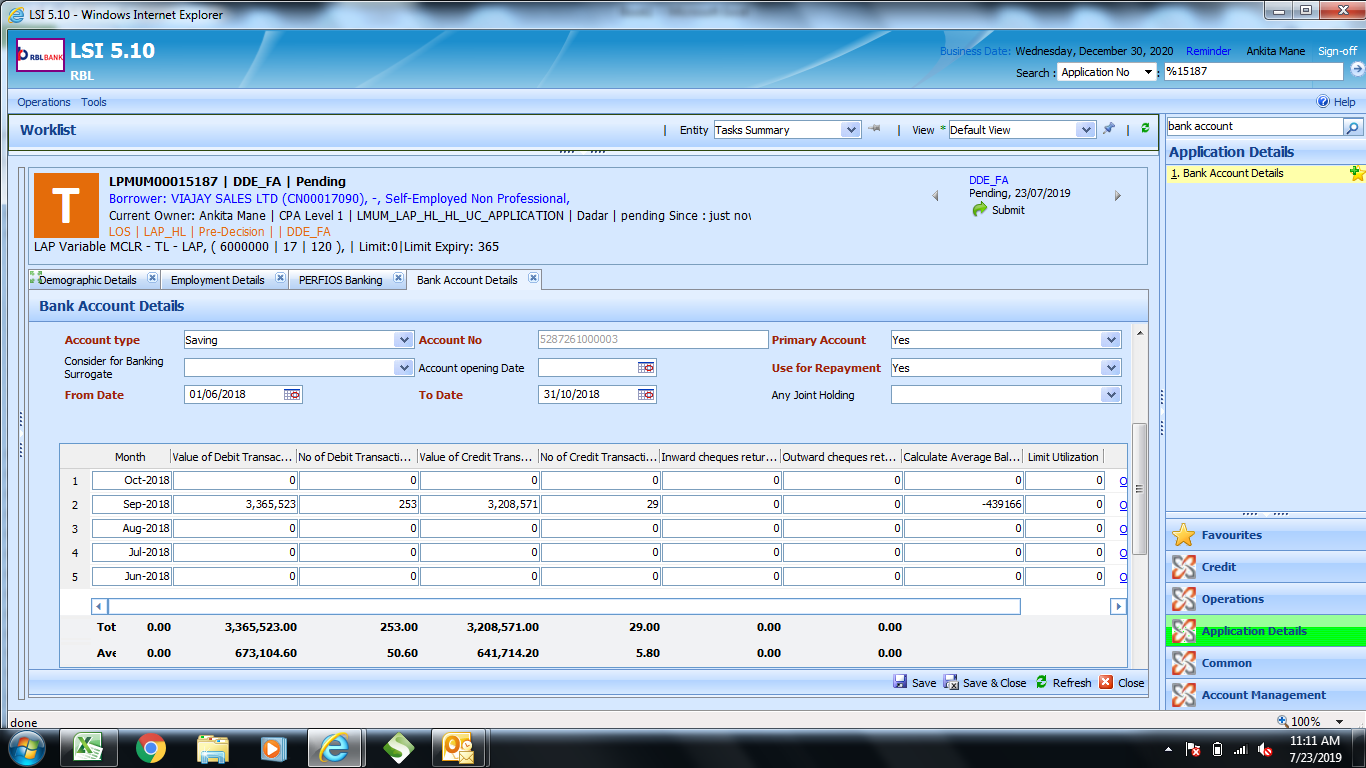 LSI 5.10 - Windows Internet Explorer
RBLBANK LSI 5.10
RBL
Business Date: Wednesday, December 30, 2020 Reminder Ankita Mane Sign-off
Search : Application No : %15187
Operations Tools Help
Worklist | Entity Tasks Summary | View * Default View |
bank account
Application Details
1. Bank Account Details
LPMUM00015187 | DDE_FA | Pending
Borrower: VIAJAY SALES LTD (CN00017090), -, Self-Employed Non Professional,
Current Owner: Ankita Mane | CPA Level 1 | LMUM_LAP_HL_HL_UC_APPLICATION | Dadar | pending Since : just nov
LOS | LAP_HL | Pre-Decision | | DDE_FA
LAP Variable MCLR - TL - LAP, ( 6000000 | 17 | 120 ), | Limit:0|Limit Expiry: 365
T
DDE_FA
Pending, 23/07/2019
Submit
Demographic Details Employment Details PERFIOS Banking Bank Account Details
Bank Account Details
Account type Saving Account No 5287261000003 Primary Account Yes
Consider for Banking Surrogate Account opening Date Use for Repayment Yes
From Date 01/06/2018 To Date 31/10/2018 Any Joint Holding
Month Value of Debit Transac... No of Debit Transacti... Value of Credit Trans... No of Credit Transacti... Inward cheques retur... Outward cheques ret... Calculate Average Bal... Limit Utilization
1 Oct-2018 0 0 0 0 0 0 0 0 O
2 Sep-2018 3,365,523 253 3,208,571 29 0 0 -439166 0 O
3 Aug-2018 0 0 0 0 0 0 0 0 O
4 Jul-2018 0 0 0 0 0 0 0 0 O
5 Jun-2018 0 0 0 0 0 0 0 0 O
Tot 0.00 3,365,523.00 253.00 3,208,571.00 29.00 0.00 0.00
Ave 0.00 673,104.60 50.60 641,714.20 5.80 0.00 0.00
Save Save & Close Refresh Close
Favourites
Credit
Operations
Application Details
Common
Account Management
done 100%
11:11 AM
7/23/2019